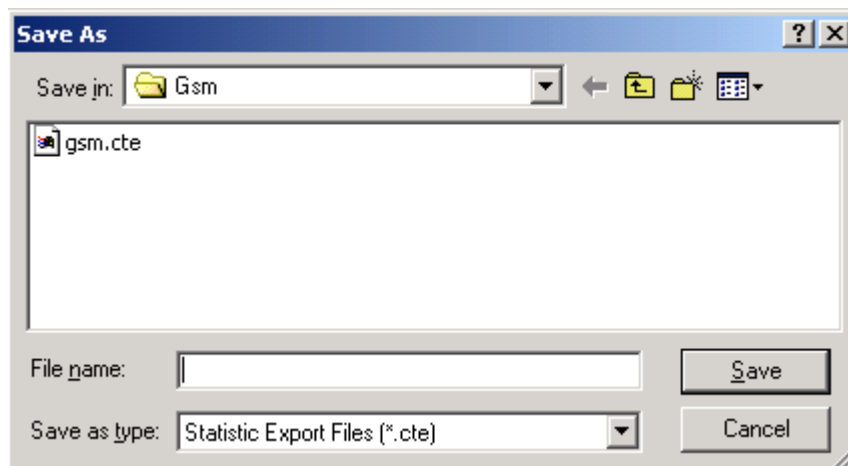 Save As
Save in: Gsm
gsm.cte
File name: Save
Save as type: Statistic Export Files (*.cte) Cancel